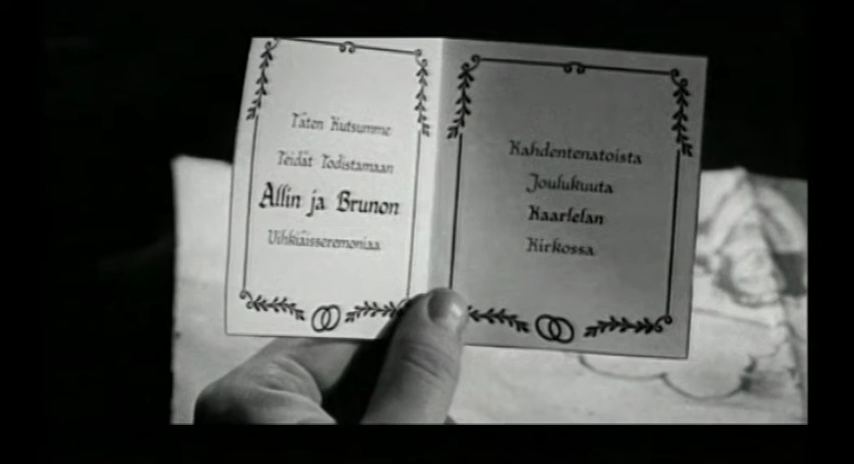 Täten Kutsumme
Teidät Todistamaan
Allin ja Brunon
Vihkiäisseremoniaa
Kahdentenatoista
Joulukuuta
Kaarlelan
Kirkossa